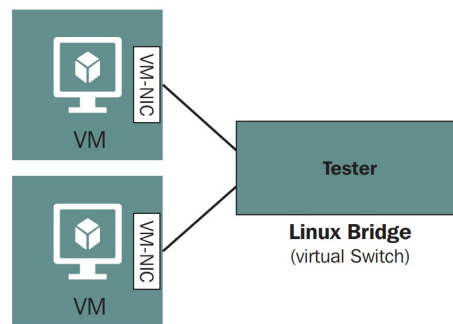 VM-NIC
VM
Tester
Linux Bridge
(virtual Switch)
VM-NIC
VM